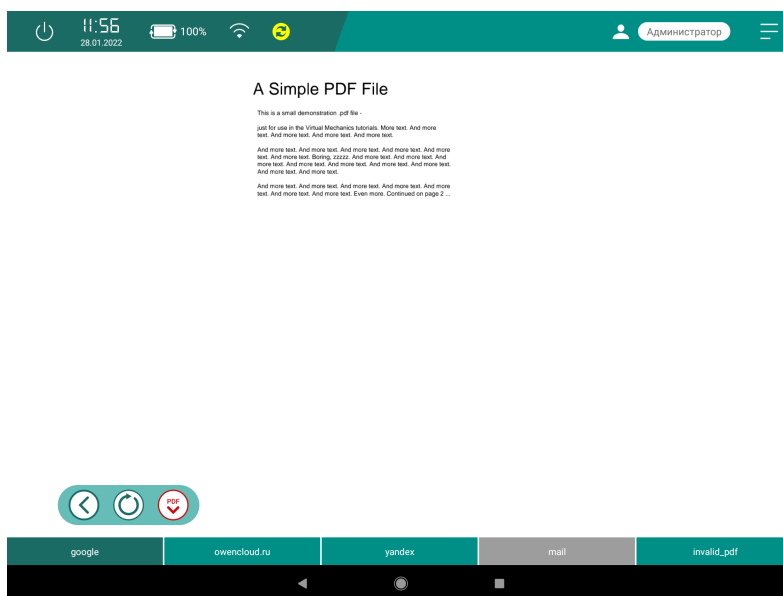 11:56
28.01.2022
100%
Администратор
A Simple PDF File
This is a small demonstration .pdf file -
just for use in the Virtual Mechanics tutorials. More text. And more
text. And more text. And more text. And more text.
And more text. And more text. And more text. And more text. And more
text. And more text. Boring, zzzzz. And more text. And more text. And
more text. And more text. And more text. And more text. And more text.
And more text. And more text.
And more text. And more text. And more text. And more text. And more
text. And more text. And more text. Even more. Continued on page 2 ...
PDF
google
owencloud.ru
yandex
mail
invalid_pdf